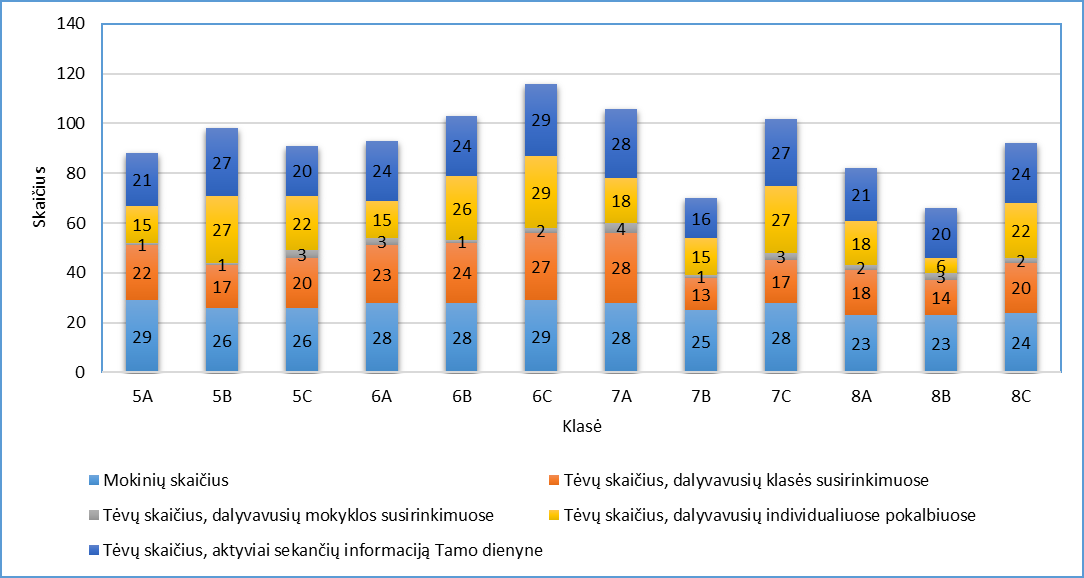 140
120
100
80
60
40
20
0
Skaičius
21 27 20 24 24 29 28 16 27 21 20 24
15 27 22 15 26 29 18 15 27 18 6 22
1 1 3 3 1 2 4 1 3 2 3 2
22 17 20 23 24 27 28 13 17 18 14 20
29 26 26 28 28 29 28 25 28 23 23 24
5A 5B 5C 6A 6B 6C 7A 7B 7C 8A 8B 8C
Klasė
Mokinių skaičius
Tėvų skaičius, dalyvavusių klasės susirinkimuose
Tėvų skaičius, dalyvavusių mokyklos susirinkimuose
Tėvų skaičius, dalyvavusių individualiuose pokalbiuose
Tėvų skaičius, aktyviai sekančių informaciją Tamo dienyne